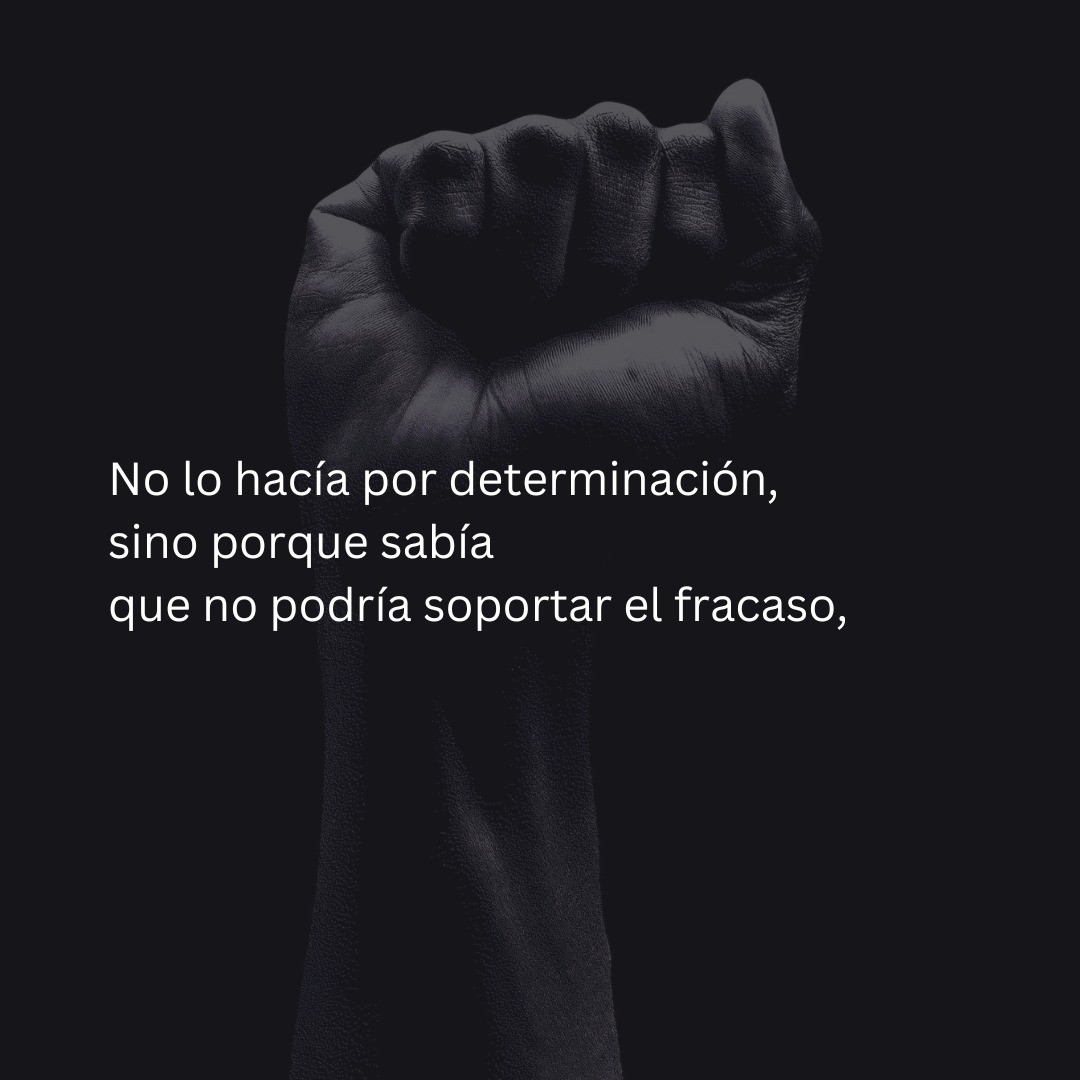 No lo hacía por determinación,
sino porque sabía
que no podría soportar el fracaso,